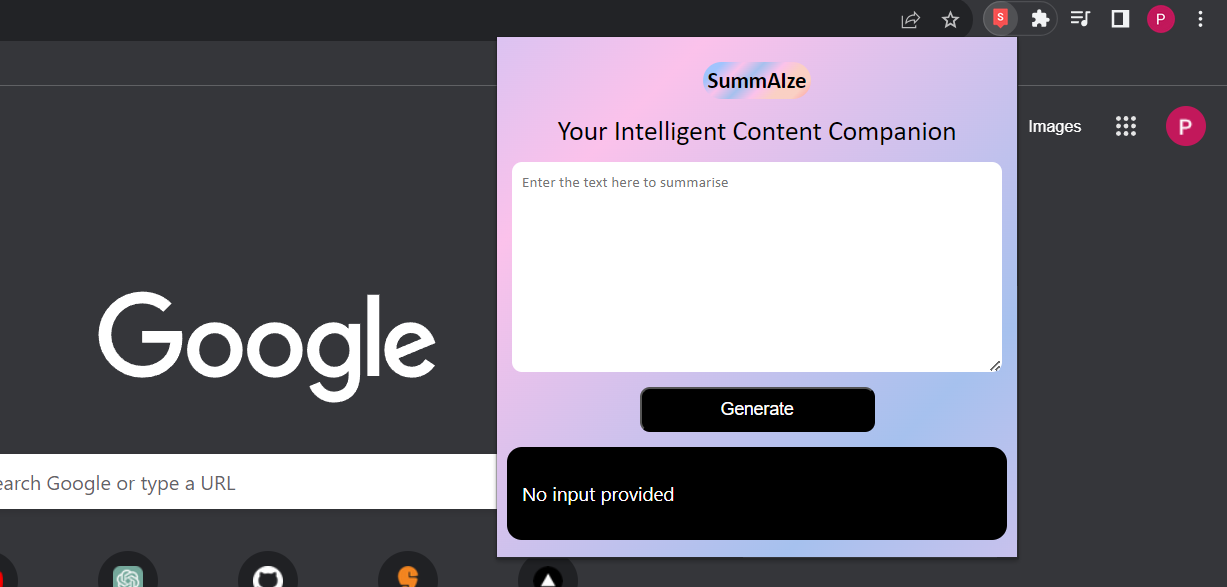 S
P
SummAIze
Your Intelligent Content Companion
Images
P
Enter the text here to summarise
Google
Generate
earch Google or type a URL
No input provided